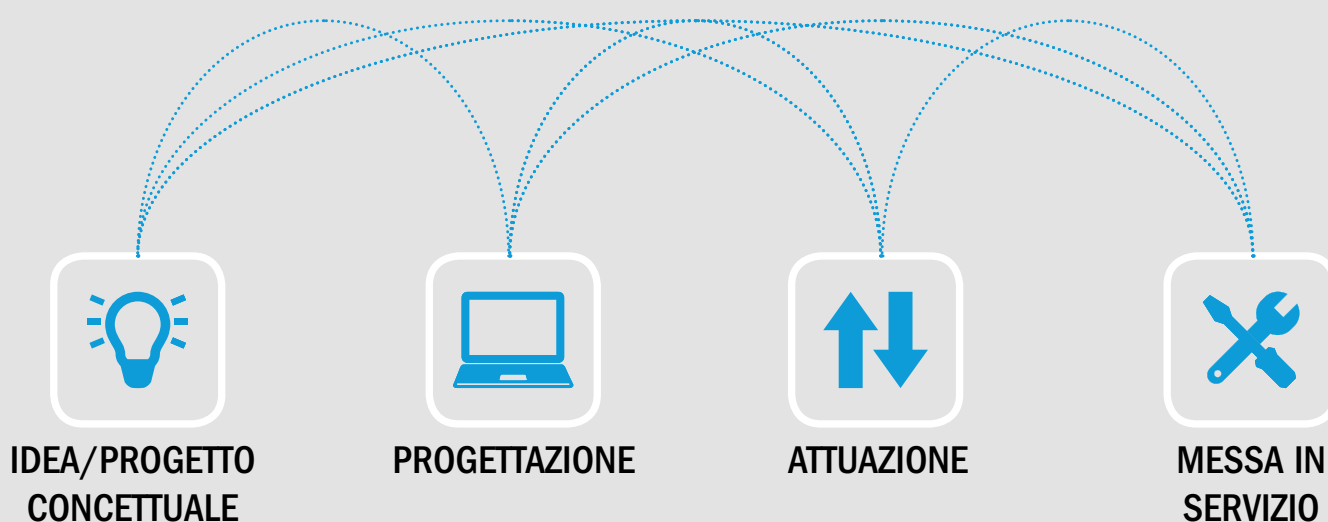 IDEA/PROGETTO
CONCETTUALE
PROGETTAZIONE
ATTUAZIONE
MESSA IN
SERVIZIO